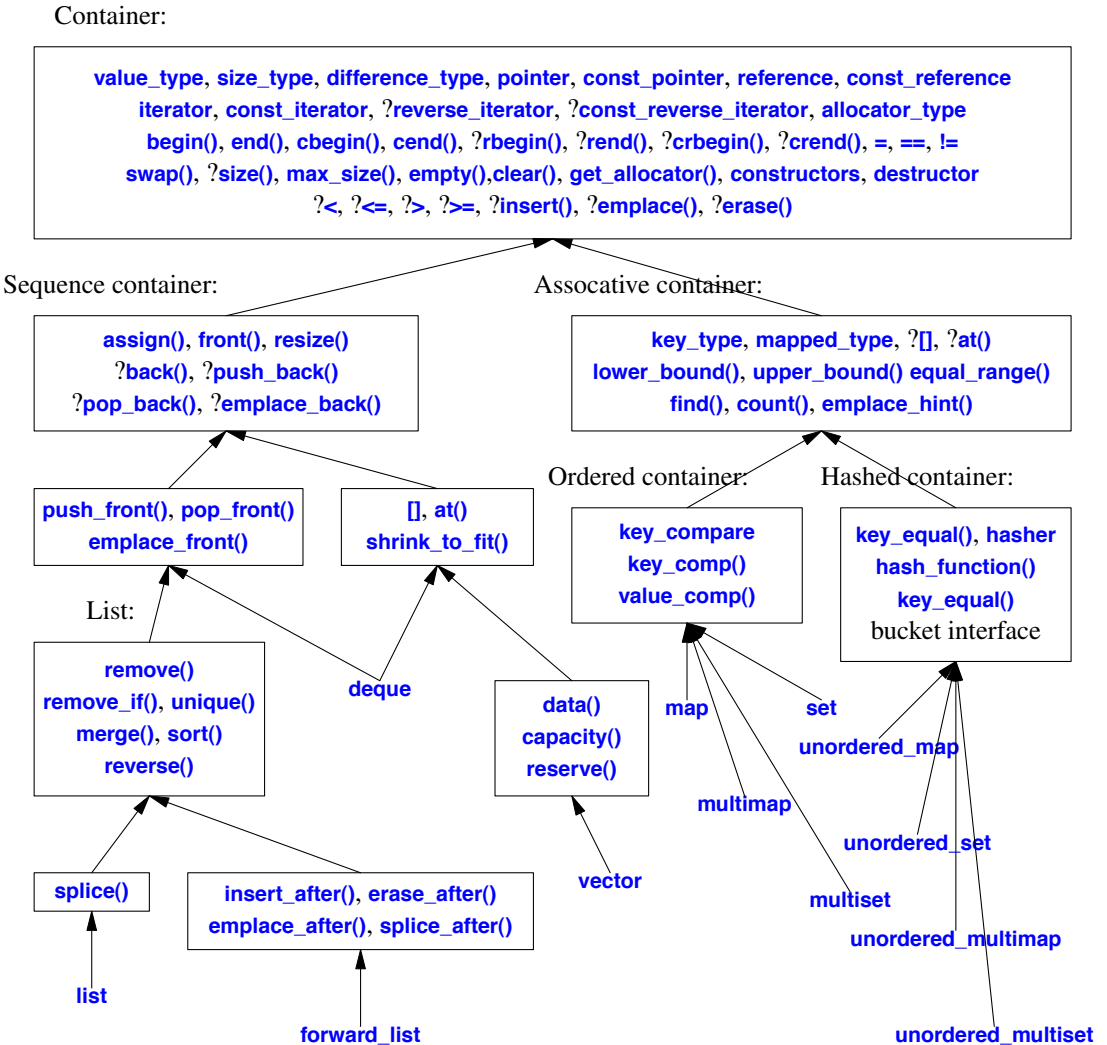 Container:
value_type, size_type, difference_type, pointer, const_pointer, reference, const_reference
iterator, const_iterator, ?reverse_iterator, ?const_reverse_iterator, allocator_type
begin(), end(), cbegin(), cend(), ?rbegin(), ?rend(), ?crbegin(), ?crend(), =, ==, !=
swap(), ?size(), max_size(), empty(),clear(), get_allocator(), constructors, destructor
?<, ?<=, ?>, ?>=, ?insert(), ?emplace(), ?erase()
Sequence container:
assign(), front(), resize()
?back(), ?push_back()
?pop_back(), ?emplace_back()
Assocative container:
key_type, mapped_type, ?[], ?at()
lower_bound(), upper_bound() equal_range()
find(), count(), emplace_hint()
push_front(), pop_front()
emplace_front()
[], at()
shrink_to_fit()
Ordered container:
key_compare
key_comp()
value_comp()
Hashed container:
key_equal(), hasher
hash_function()
key_equal()
bucket interface
List:
remove()
remove_if(), unique()
merge(), sort()
reverse()
deque
data()
capacity()
reserve()
map
set
unordered_map
multimap
unordered_set
splice()
insert_after(), erase_after()
emplace_after(), splice_after()
vector
multiset
unordered_multimap
list
forward_list
unordered_multiset